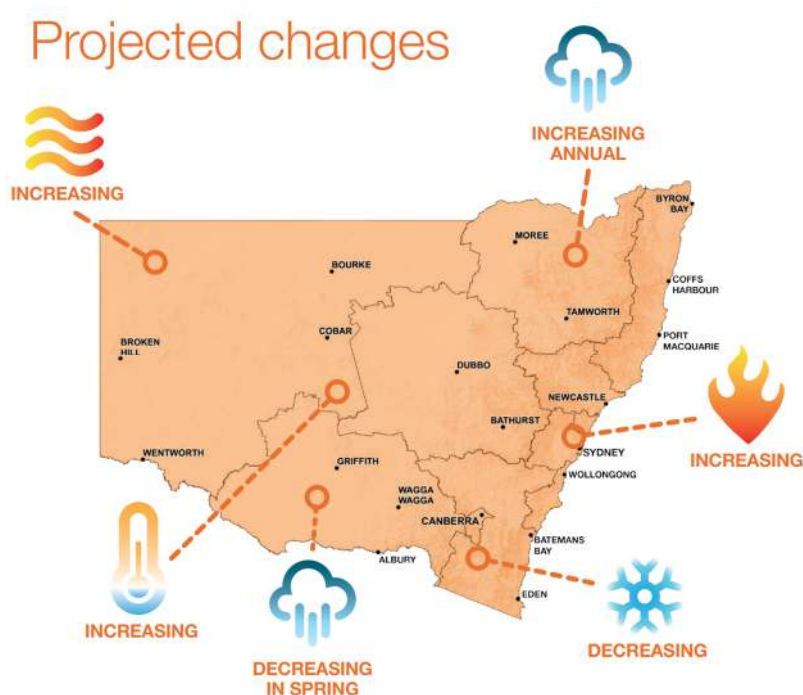 Projected changes
INCREASING
ANNUAL
INCREASING
BYRON
BAY
MOREE
BOURKE
COFFS
HARBOUR
TAMWORTH
COBAR
PORT
MACQUARIE
BROKEN
HILL
DUBBO
NEWCASTLE
BATHURST
SYDNEY
INCREASING
WENTWORTH
GRIFFITH
WOLLONGONG
WAGGA
WAGGA
CANBERRA
BATEMANS
BAY
ALBURY
EDEN
INCREASING
DECREASING
IN SPRING
DECREASING